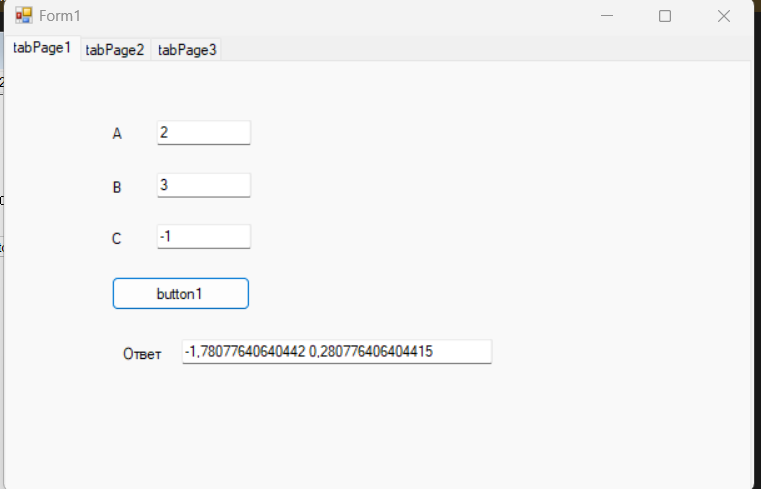 Form1
tabPage1 tabPage2 tabPage3
A 2
B 3
C -1
button1
Ответ -1,78077640640442 0,280776406404415